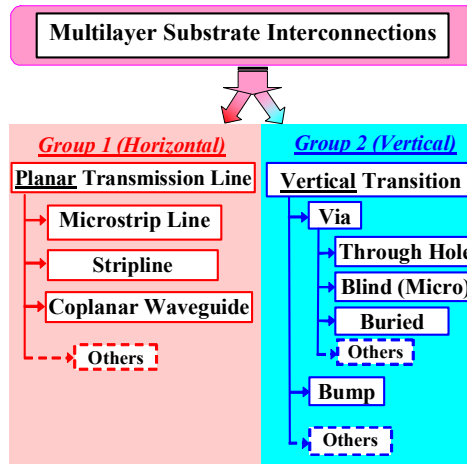 Multilayer Substrate Interconnections
Group 1 (Horizontal)
Planar Transmission Line
Microstrip Line
Stripline
Coplanar Waveguide
Others
Group 2 (Vertical)
Vertical Transition
Via
Through Hole
Blind (Micro)
Buried
Others
Bump
Others